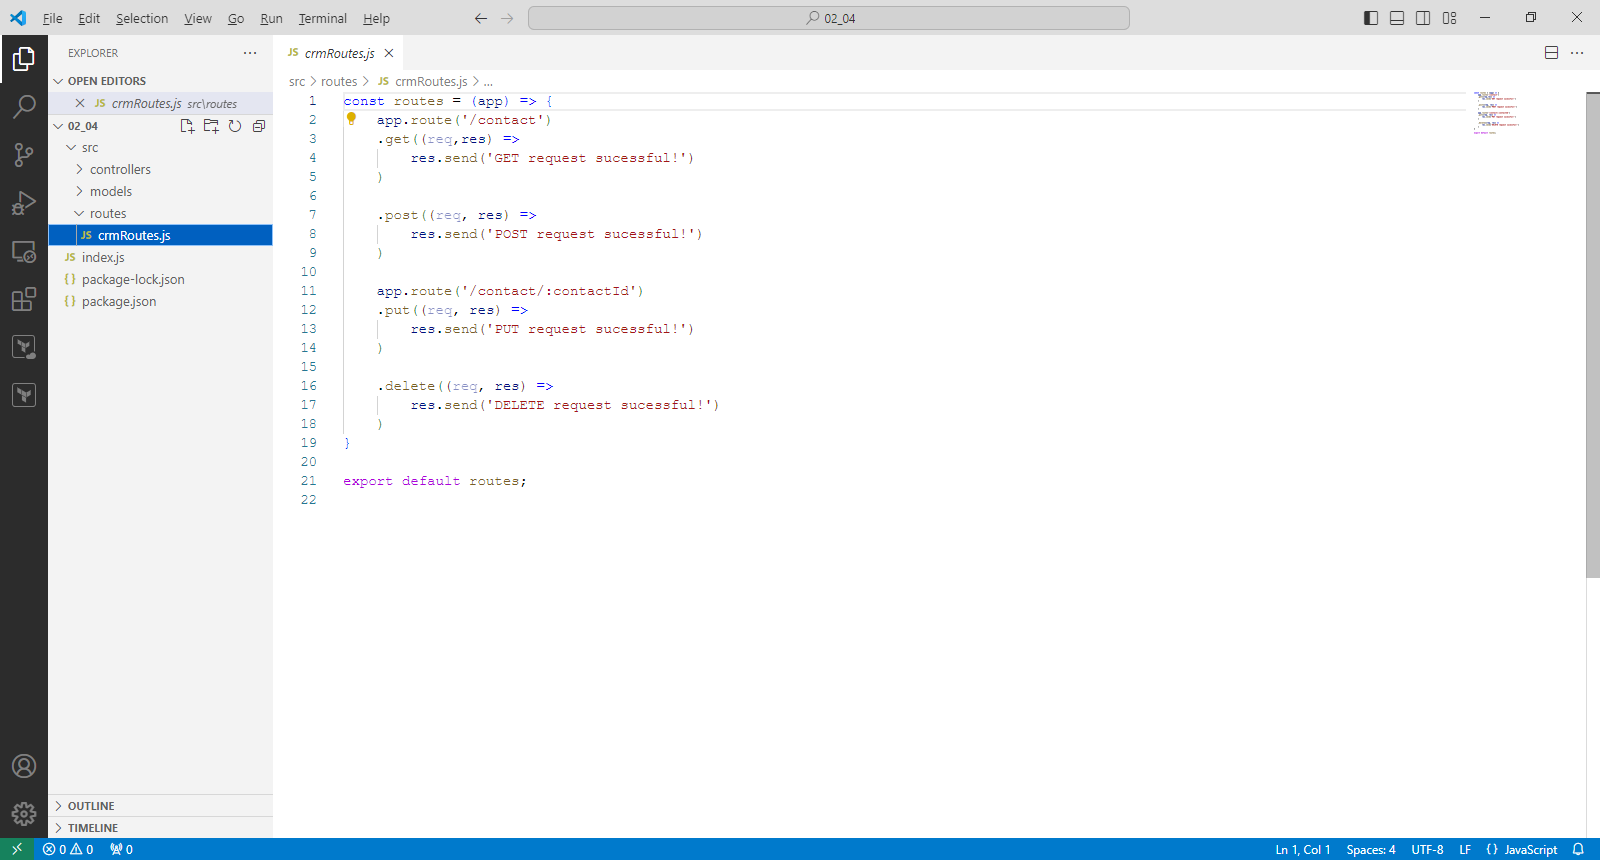 File Edit Selection View Go Run Terminal Help
02_04
EXPLORER
OPEN EDITORS
JS crmRoutes.js src\routes
02_04
src
controllers
models
routes
JS crmRoutes.js
JS index.js
{} package-lock.json
{} package.json
OUTLINE
TIMELINE
JS crmRoutes.js
src > routes > JS crmRoutes.js > ...
1 const routes = (app) => {
2 app.route('/contact')
3 .get((req,res) =>
4 res.send('GET request sucessful!')
5 )
6
7 .post((req, res) =>
8 res.send('POST request sucessful!')
9 )
10
11 app.route('/contact/:contactId')
12 .put((req, res) =>
13 res.send('PUT request sucessful!')
14 )
15
16 .delete((req, res) =>
17 res.send('DELETE request sucessful!')
18 )
19 }
20
21 export default routes;
22
0 0 0 Ln 1, Col 1 Spaces: 4 UTF-8 LF {} JavaScript